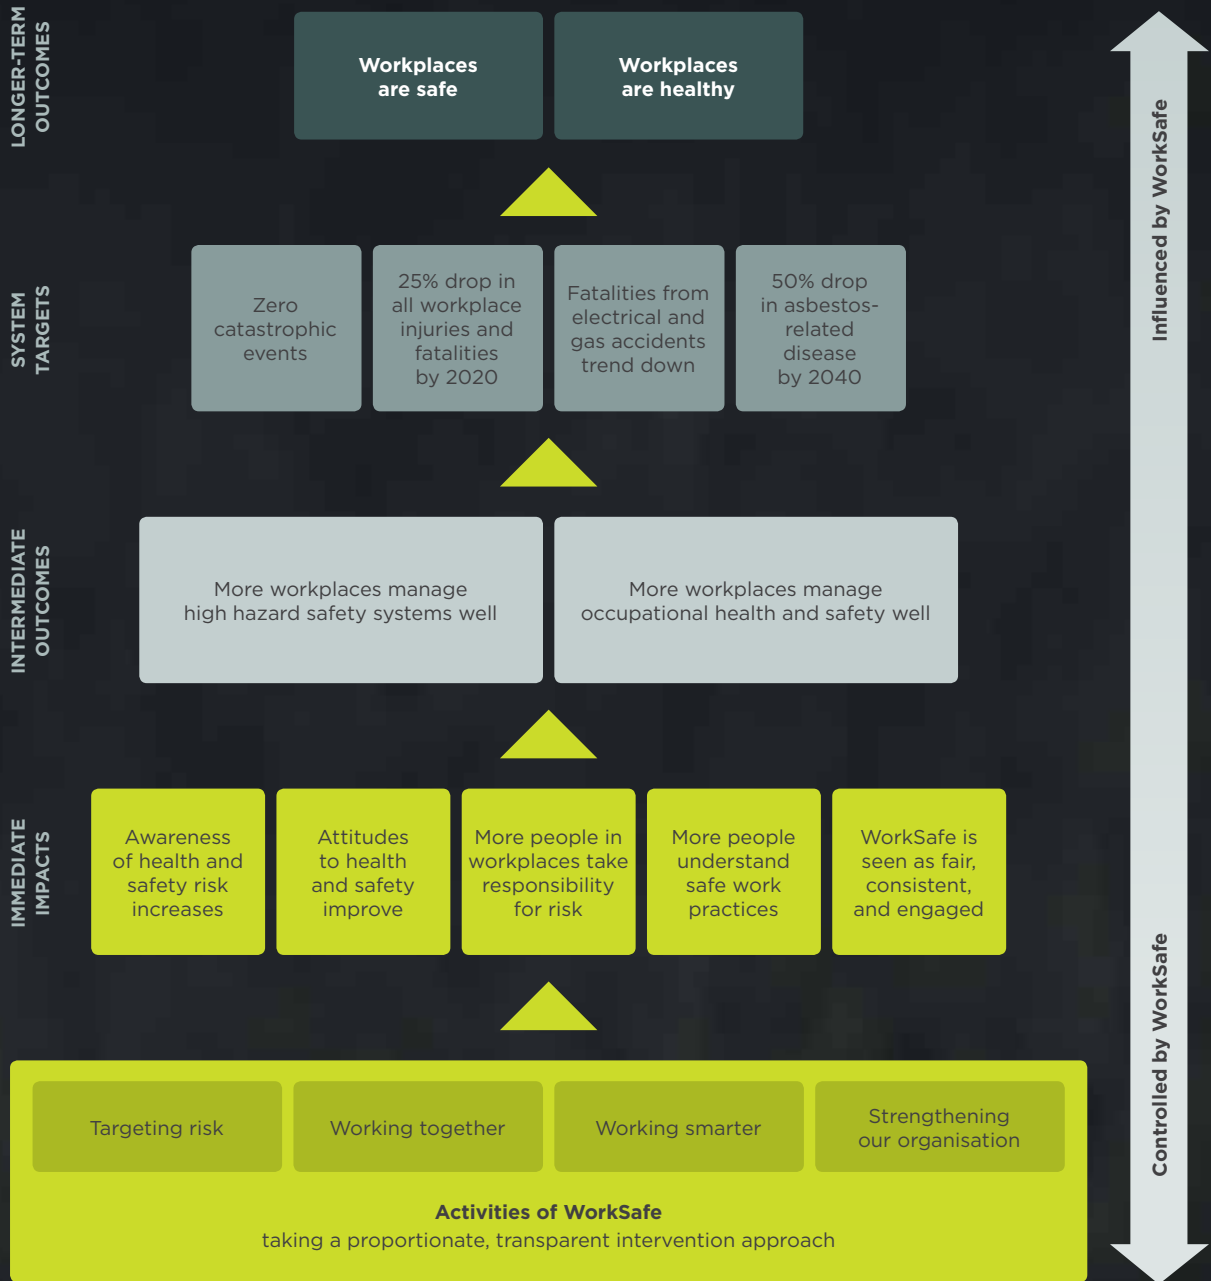 LONGER-TERM
OUTCOMES
Workplaces
are safe
Workplaces
are healthy
SYSTEM
TARGETS
Zero
catastrophic
events
25% drop in
all workplace
injuries and
fatalities
by 2020
Fatalities from
electrical and
gas accidents
trend down
50% drop
in asbestos-
related
disease
by 2040
INTERMEDIATE
OUTCOMES
More workplaces manage
high hazard safety systems well
More workplaces manage
occupational health and safety well
IMMEDIATE
IMPACTS
Awareness
of health and
safety risk
increases
Attitudes
to health
and safety
improve
More people in
workplaces take
responsibility
for risk
More people
understand
safe work
practices
WorkSafe is
seen as fair,
consistent,
and engaged
Targeting risk
Working together
Working smarter
Strengthening
our organisation
Activities of WorkSafe
taking a proportionate, transparent intervention approach
Influenced by WorkSafe
Controlled by WorkSafe